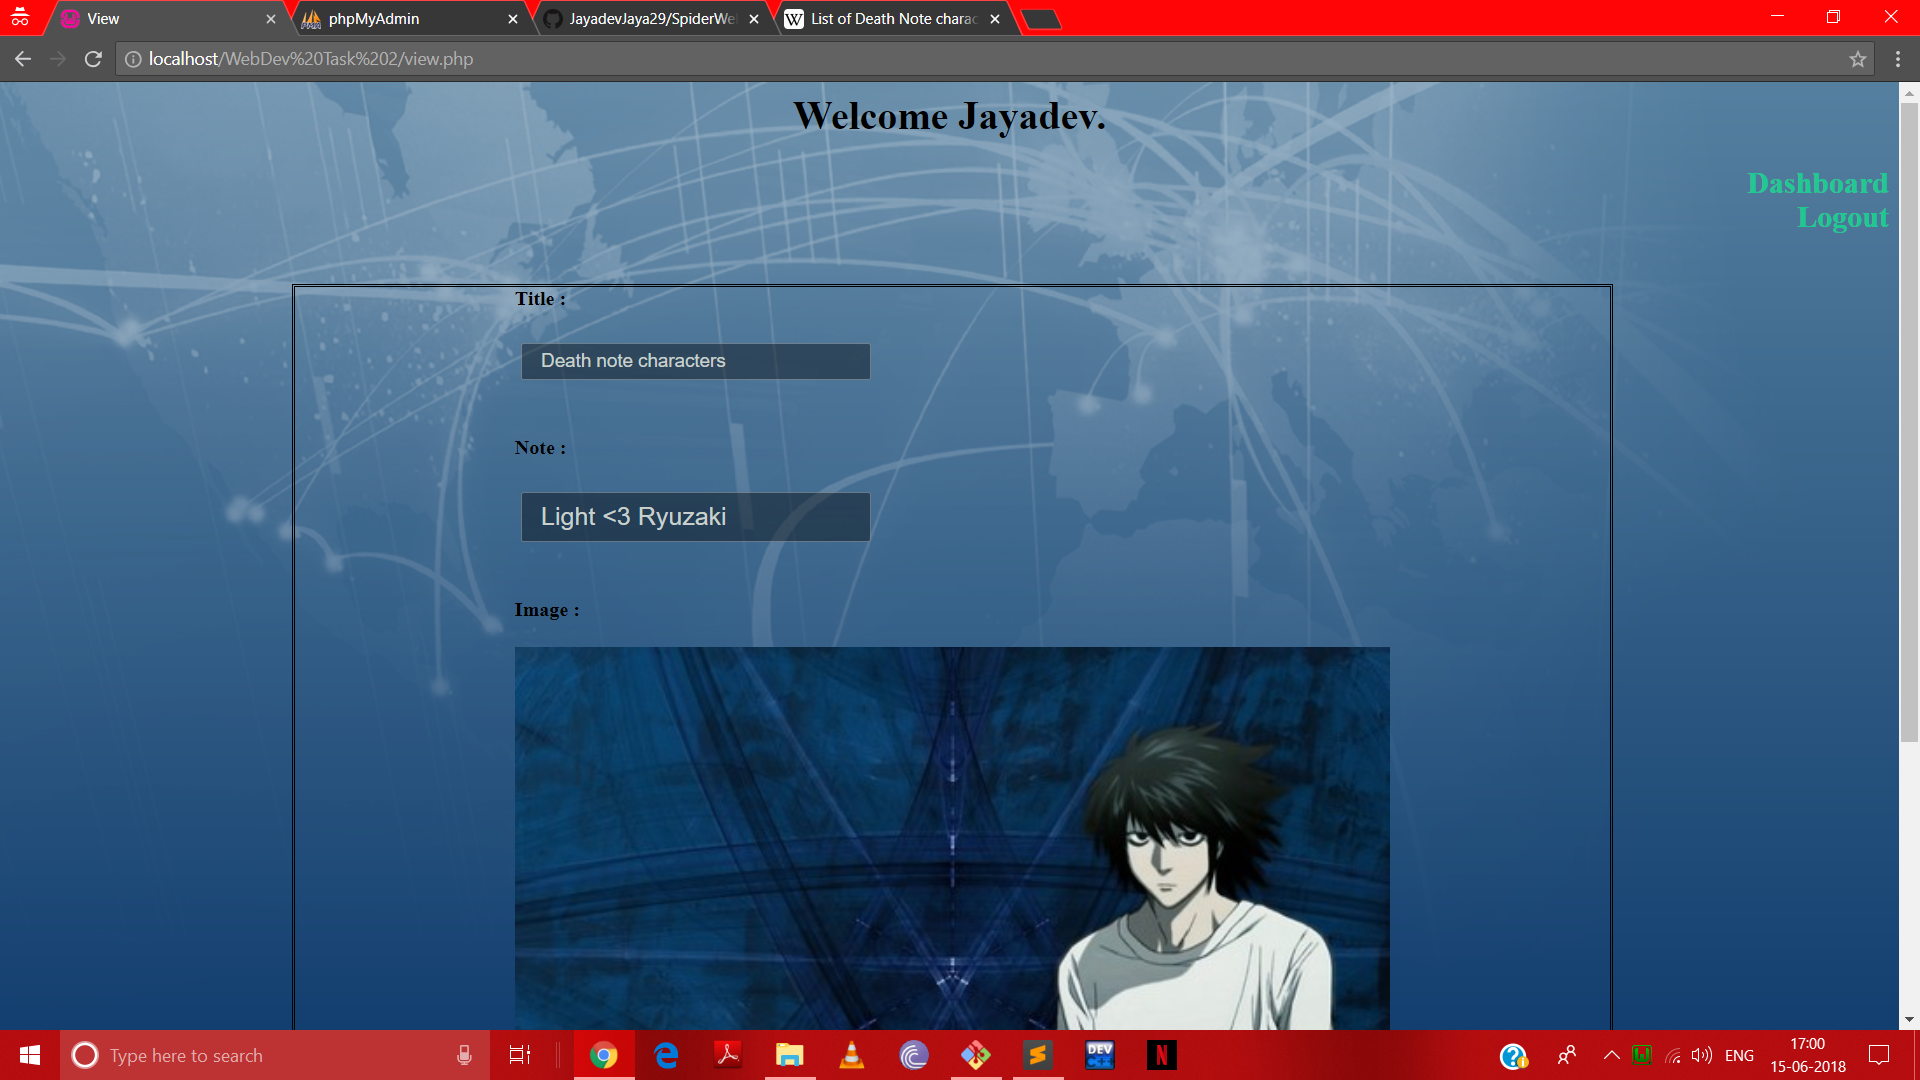 View
phpMyAdmin
JayadevJaya29/SpiderWe
List of Death Note charac
localhost/WebDev%20Task%202/view.php
Welcome Jayadev.
Dashboard
Logout
Title :
Death note characters
Note :
Light <3 Ryuzaki
Image :
Type here to search
DEV
C++
N
ENG
17:00
15-06-2018